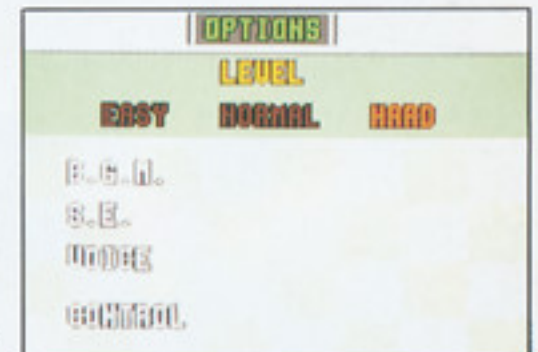 OPTIONS
LEVEL
EASY NORMAL HARD
B.G.M.
S.E.
VOICE
CONTROL